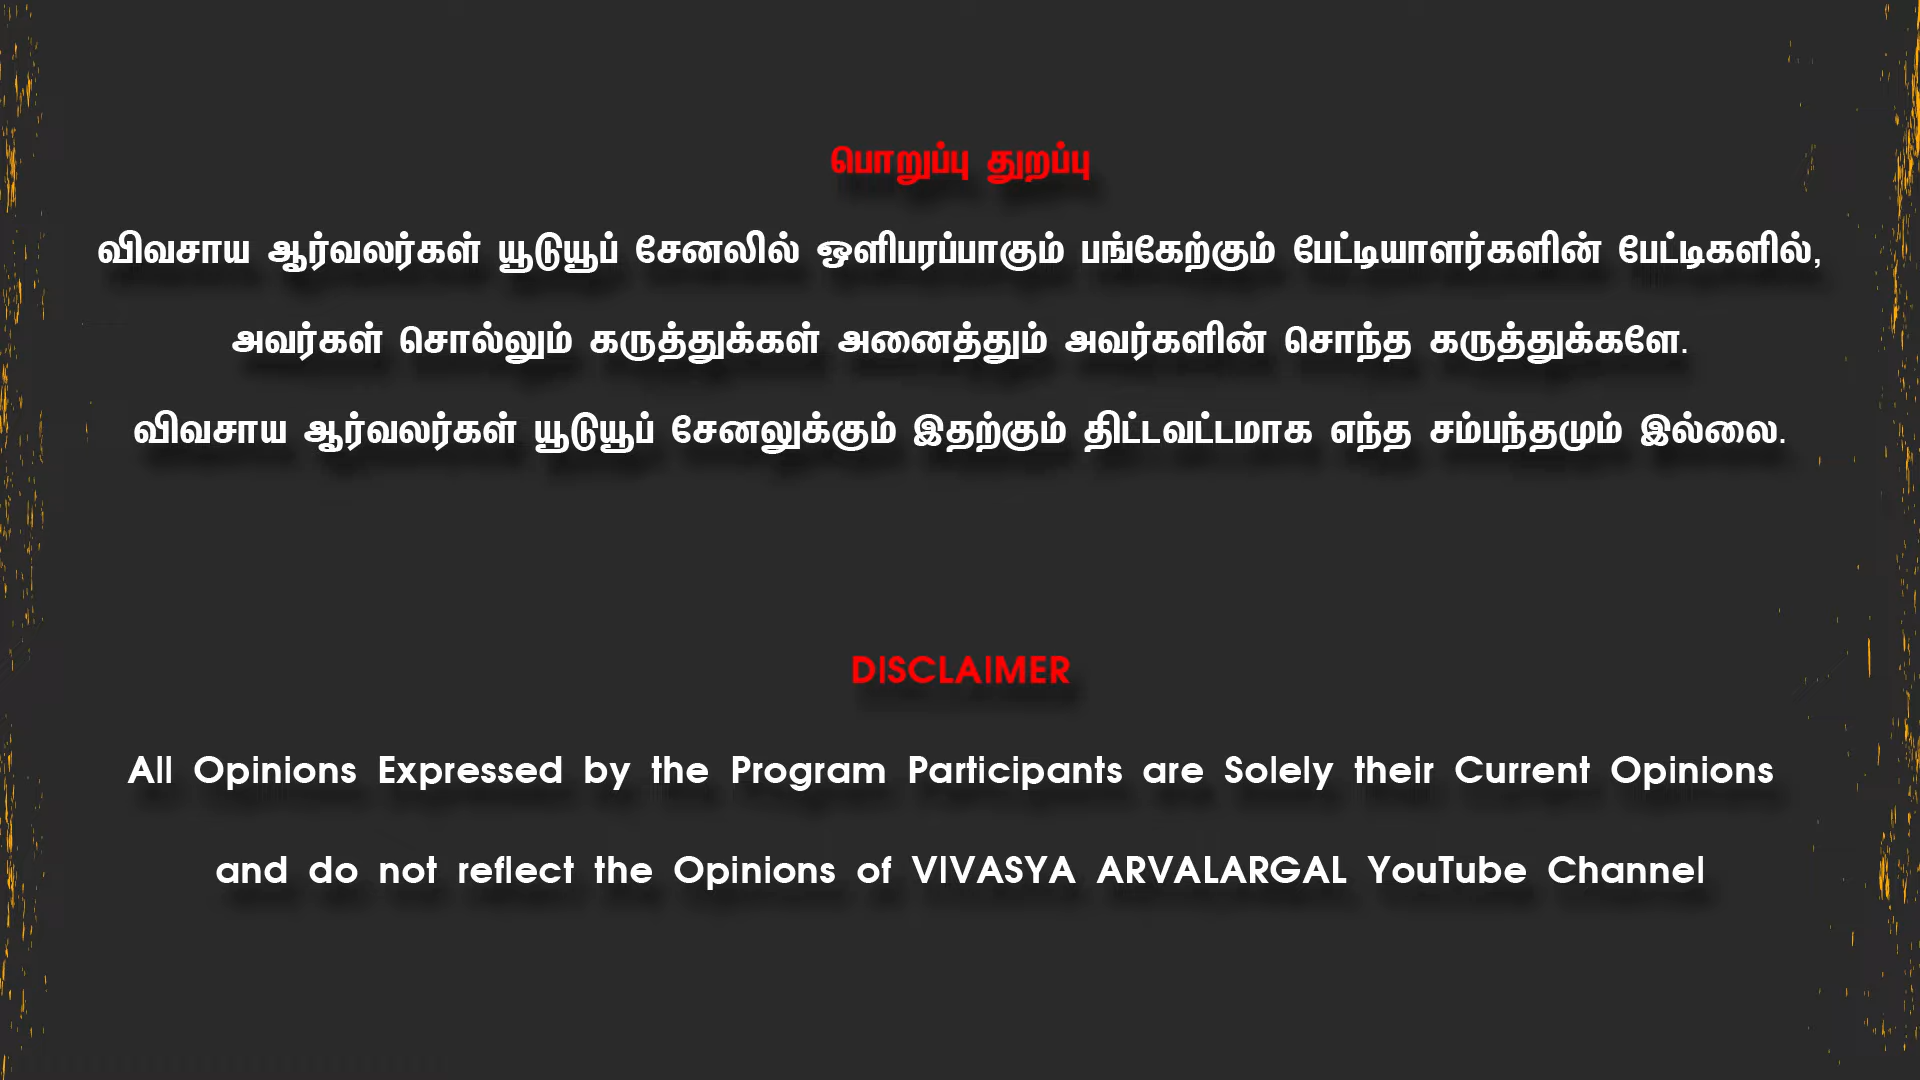 பொறுப்பு துறப்பு
விவசாய ஆர்வலர்கள் யூடுயூப் சேனலில் ஒளிபரப்பாகும் பங்கேற்கும் பேட்டியாளர்களின் பேட்டிகளில்,
அவர்கள் சொல்லும் கருத்துக்கள் அனைத்தும் அவர்களின் சொந்த கருத்துக்களே.
விவசாய ஆர்வலர்கள் யூடுயூப் சேனலுக்கும் இதற்கும் திட்டவட்டமாக எந்த சம்பந்தமும் இல்லை.
DISCLAIMER
All Opinions Expressed by the Program Participants are Solely their Current Opinions
and do not reflect the Opinions of VIVASYA ARVALARGAL YouTube Channel